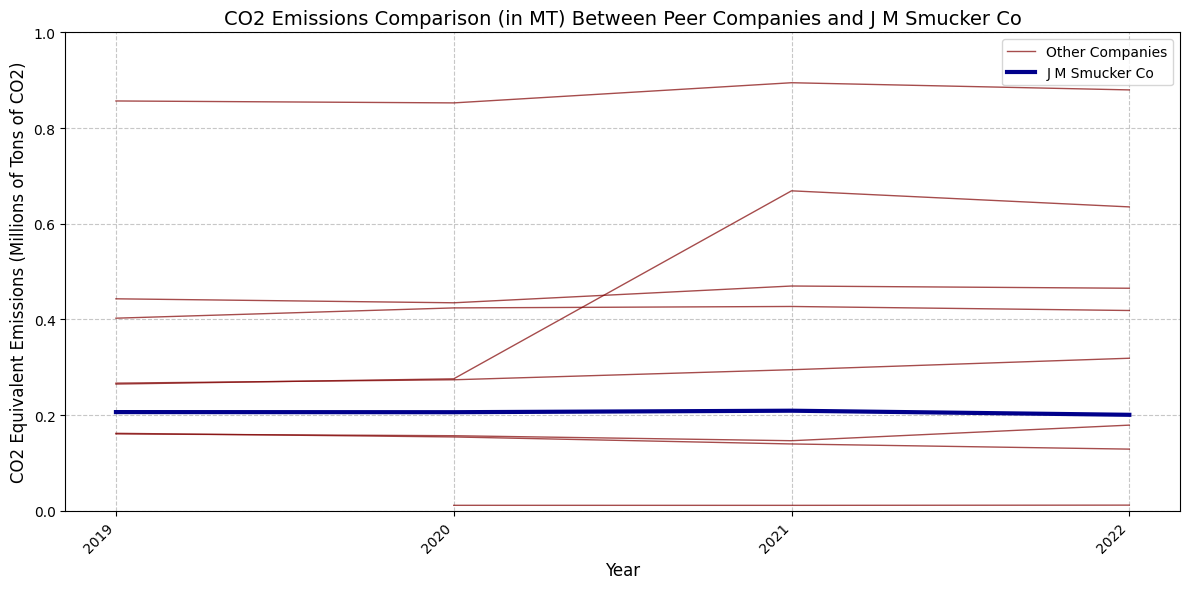 CO2 Emissions Comparison (in MT) Between Peer Companies and J M Smucker Co
Other Companies
J M Smucker Co
CO2 Equivalent Emissions (Millions of Tons of CO2)
1.0
0.8
0.6
0.4
0.2
0.0
2019
2020
2021
2022
Year